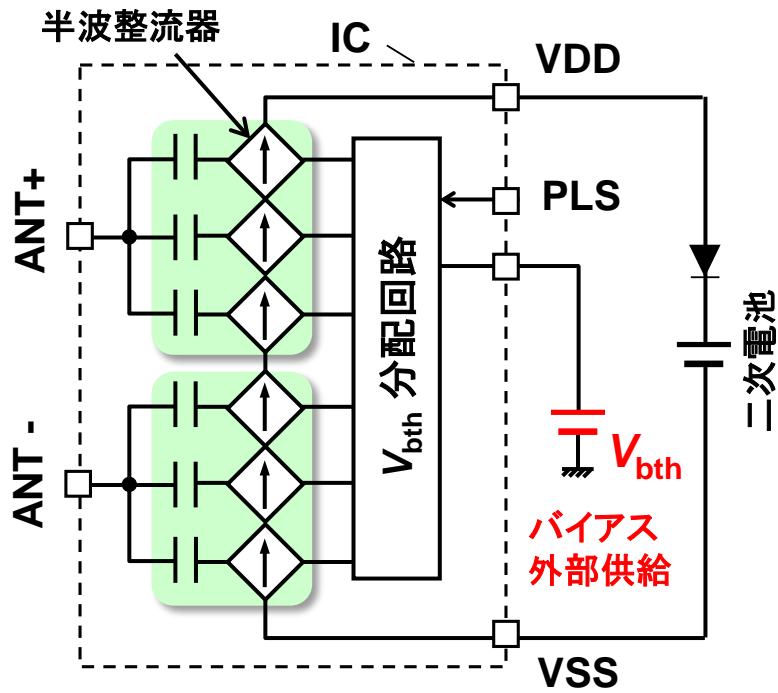 半波整流器
IC
VDD
ANT+
PLS
Vbth 分配回路
二次電池
ANT -
Vbth
バイアス
外部供給
VSS